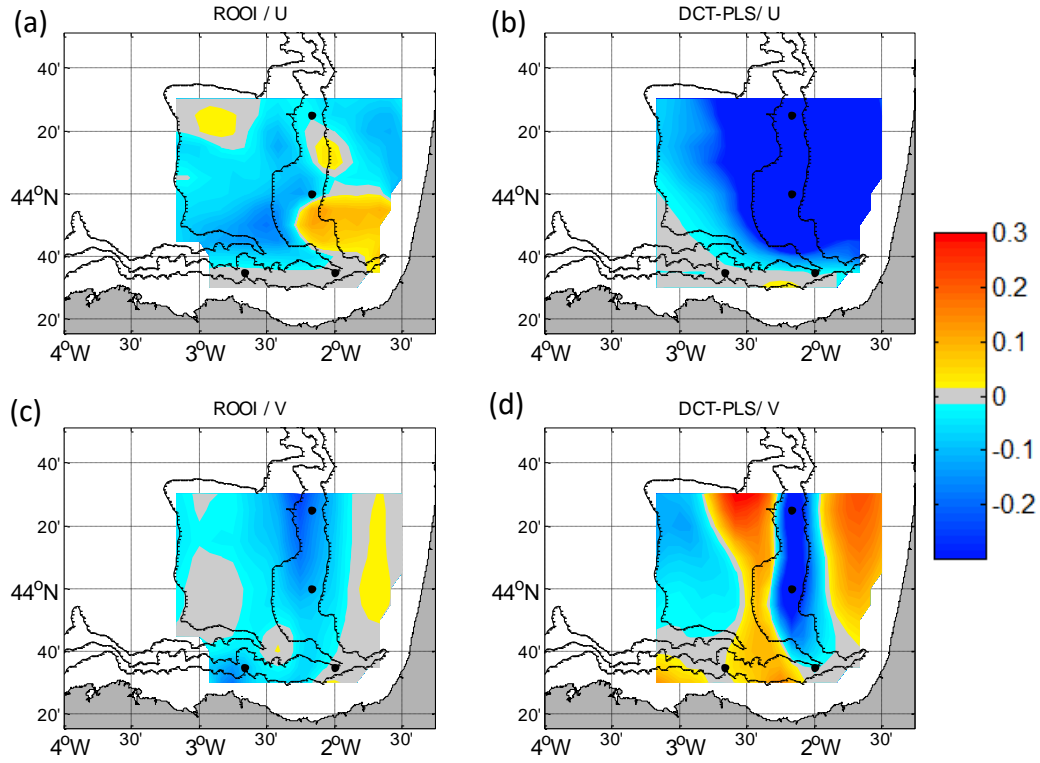 (a) ROOI / U
40'
20'
44°N
40'
20'
4°W 30' 3°W 30' 2°W 30'
(b) DCT-PLS/ U
40'
20'
44°N
40'
20'
4°W 30' 3°W 30' 2°W 30'
0.3
0.2
0.1
0
-0.1
-0.2
(c) ROOI / V
40'
20'
44°N
40'
20'
4°W 30' 3°W 30' 2°W 30'
(d) DCT-PLS/ V
40'
20'
44°N
40'
20'
4°W 30' 3°W 30' 2°W 30'